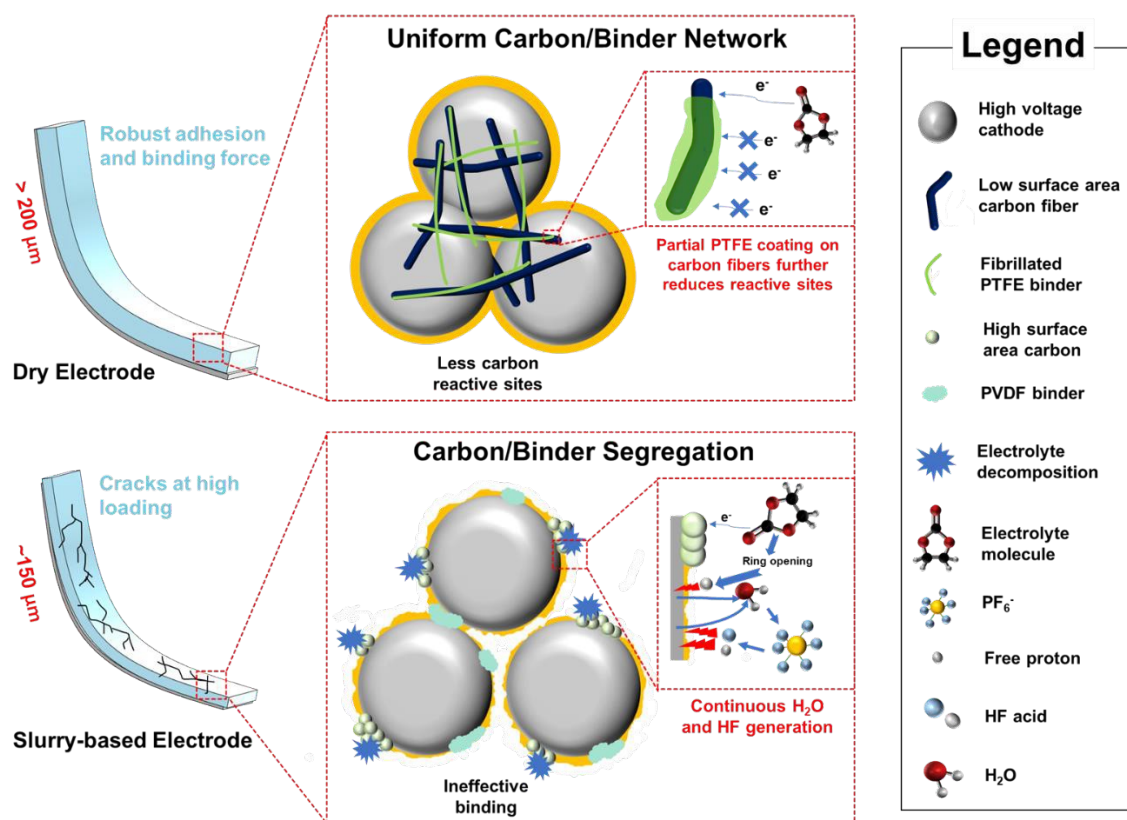 Uniform Carbon/Binder Network
Robust adhesion
and binding force
> 200 μm
Dry Electrode
e-
e-
e-
e-
Partial PTFE coating on
carbon fibers further
reduces reactive sites
Less carbon
reactive sites
Carbon/Binder Segregation
Cracks at high
loading
~150 μm
Slurry-based Electrode
e-
Ring opening
Continuous H2O
and HF generation
Ineffective
binding
Legend
High voltage
cathode
Low surface area
carbon fiber
Fibrillated
PTFE binder
High surface
area carbon
PVDF binder
Electrolyte
decomposition
Electrolyte
molecule
PF6-
Free proton
HF acid
H2O